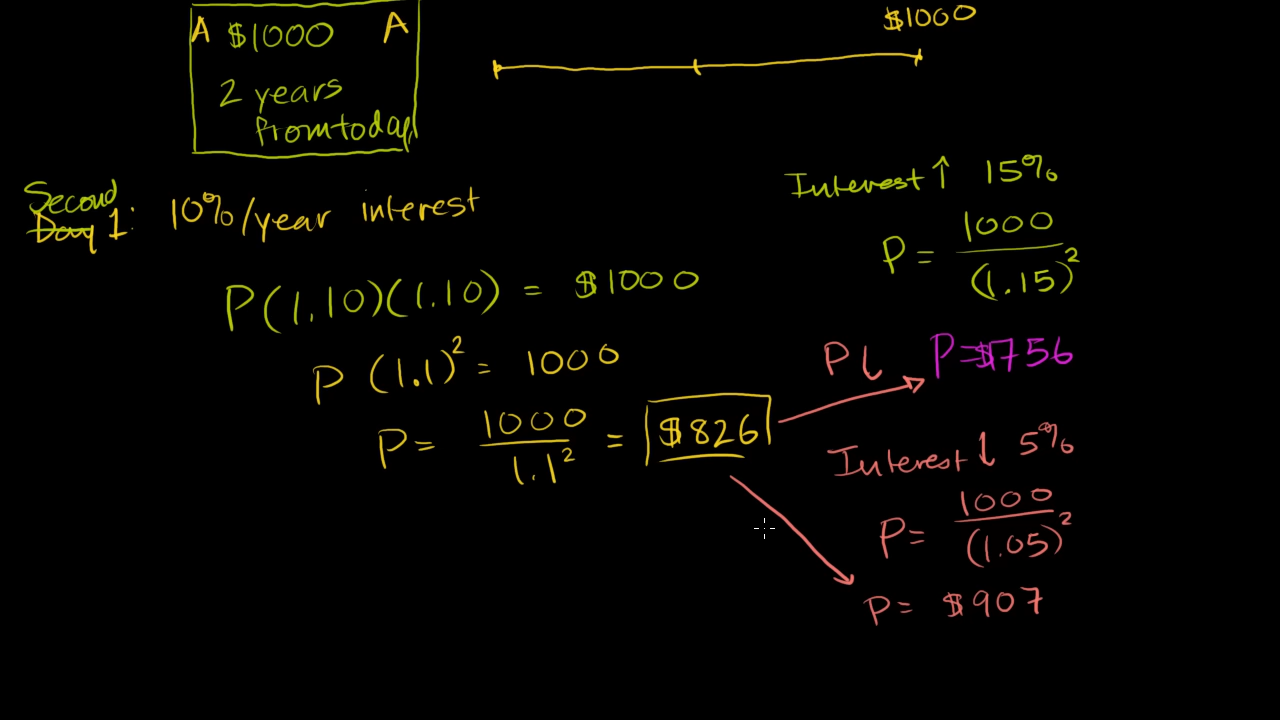 A $1000 A
2 years
from today
$1000
Second
Day 1: 10%/year interest
P(1.10)(1.10) = $1000
P (1.1)² = 1000
P = 1000 / 1.1² = $826
Interest ↑ 15%
P = 1000 / (1.15)²
P↓ P = $756
Interest ↓ 5%
P = 1000 / (1.05)²
P = $907